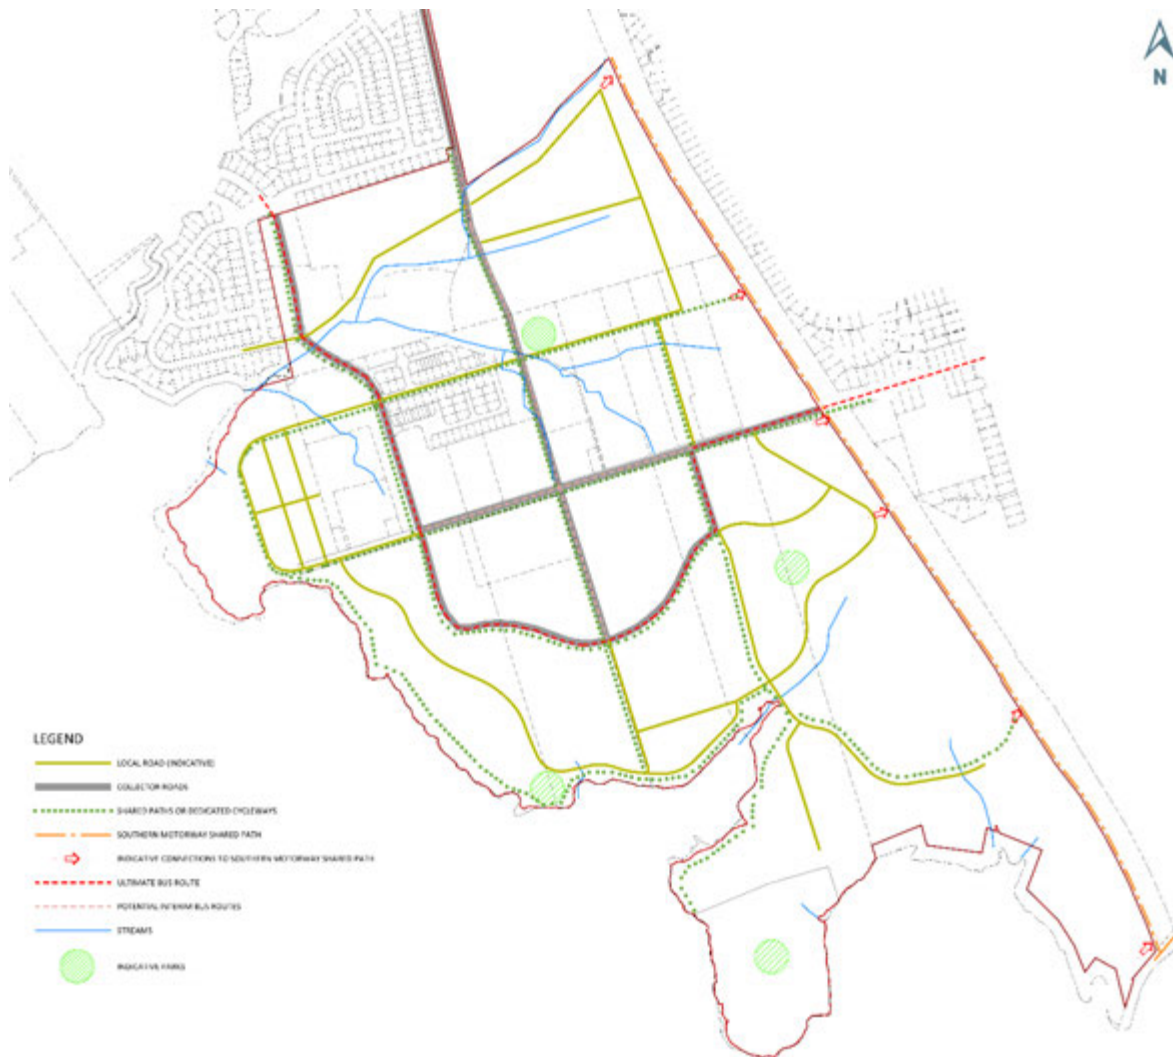 N
LEGEND
LOCAL ROAD (INDICATIVE)
COLLECTOR ROADS
SHARED PATHS OR DEDICATED CYCLEWAYS
SOUTHERN MOTORWAY SHARED PATH
INDICATIVE CONNECTIONS TO SOUTHERN MOTORWAY SHARED PATH
ULTIMATE BUS ROUTE
POTENTIAL INTERIM BUS ROUTES
STREAMS
INDICATIVE PARKS